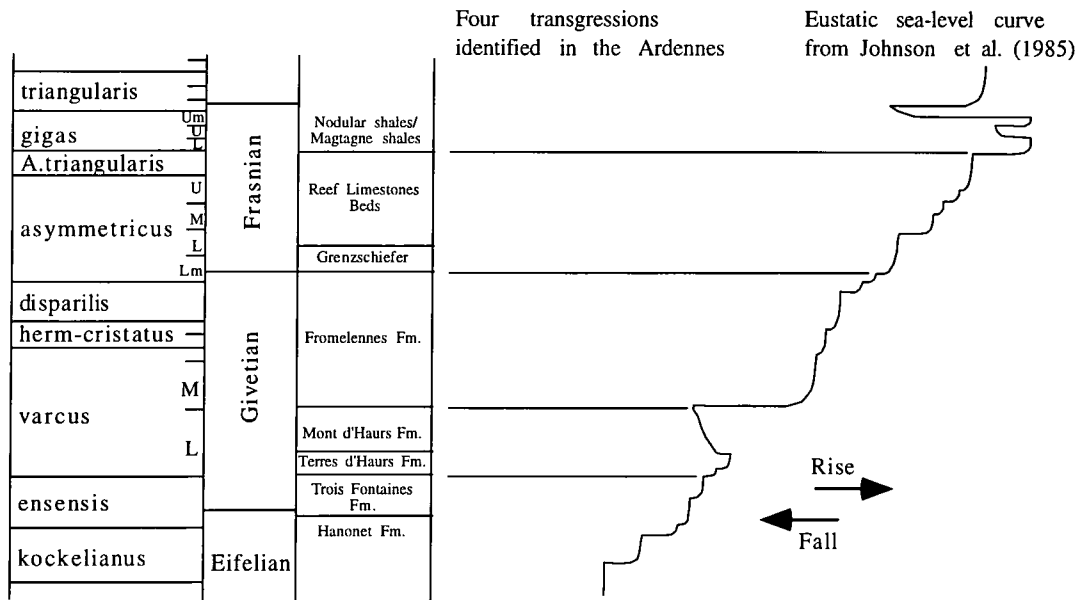 Four transgressions
identified in the Ardennes
Eustatic sea-level curve
from Johnson et al. (1985)
triangularis
gigas
Um
U
L
A.triangularis
asymmetricus
U
M
L
Lm
disparilis
herm-cristatus
varcus
M
L
ensensis
kockelianus
Frasnian
Givetian
Eifelian
Nodular shales/
Magtagne shales
Reef Limestones
Beds
Grenzschiefer
Fromelennes Fm.
Mont d'Haurs Fm.
Terres d'Haurs Fm.
Trois Fontaines
Fm.
Hanonet Fm.
Rise
Fall